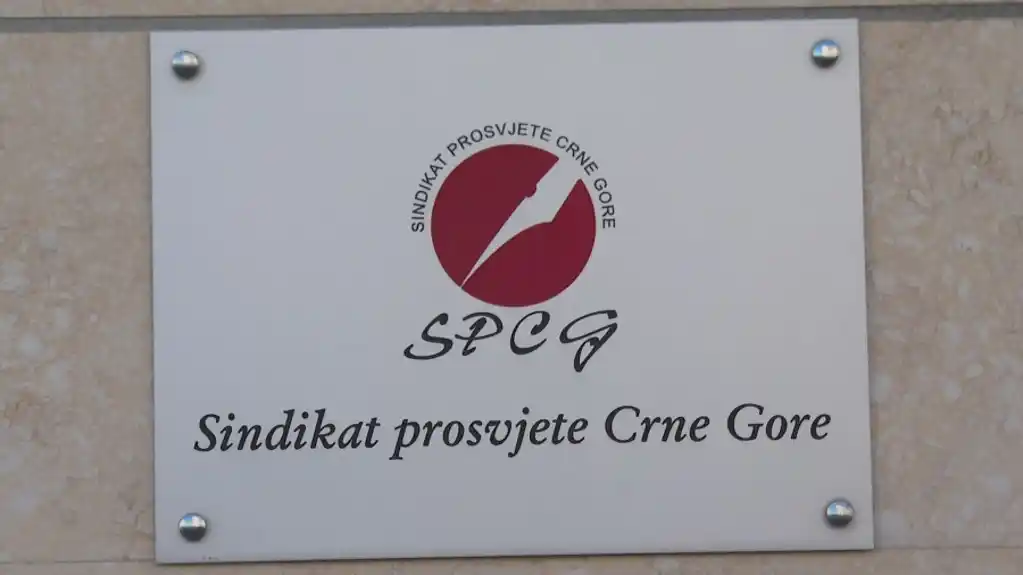 SINDIKAT PROSVJETE CRNE GORE
SPCG
Sindikat prosvjete Crne Gore